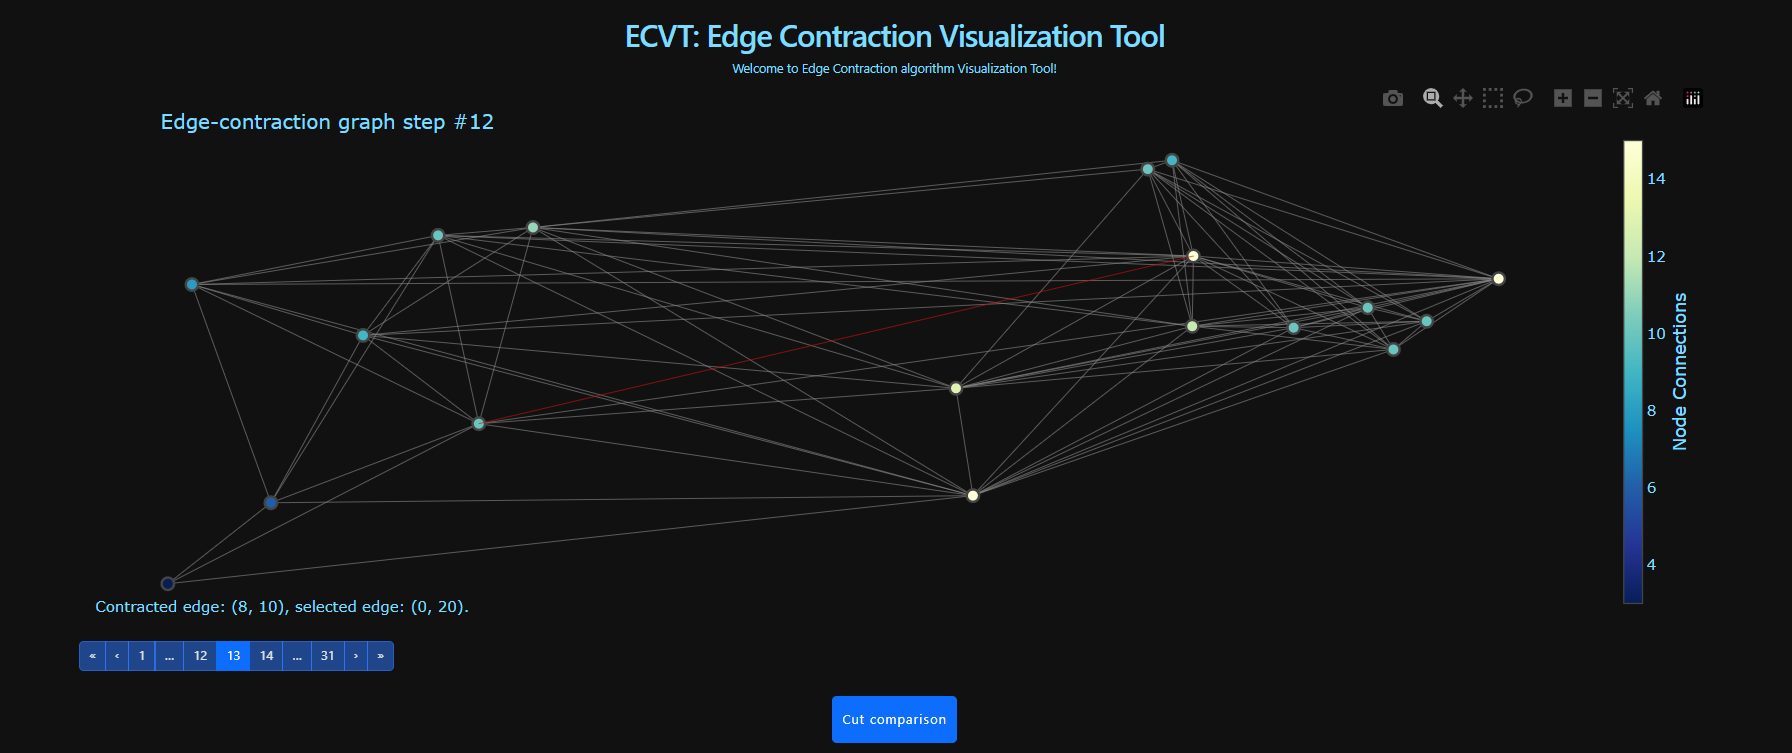 ECVT: Edge Contraction Visualization Tool
Welcome to Edge Contraction algorithm Visualization Tool!
Edge-contraction graph step #12
14
12
10
8
6
4
Node Connections
Contracted edge: (8, 10), selected edge: (0, 20).
« ‹ 1 ... 12 13 14 ... 31 › »
Cut comparison